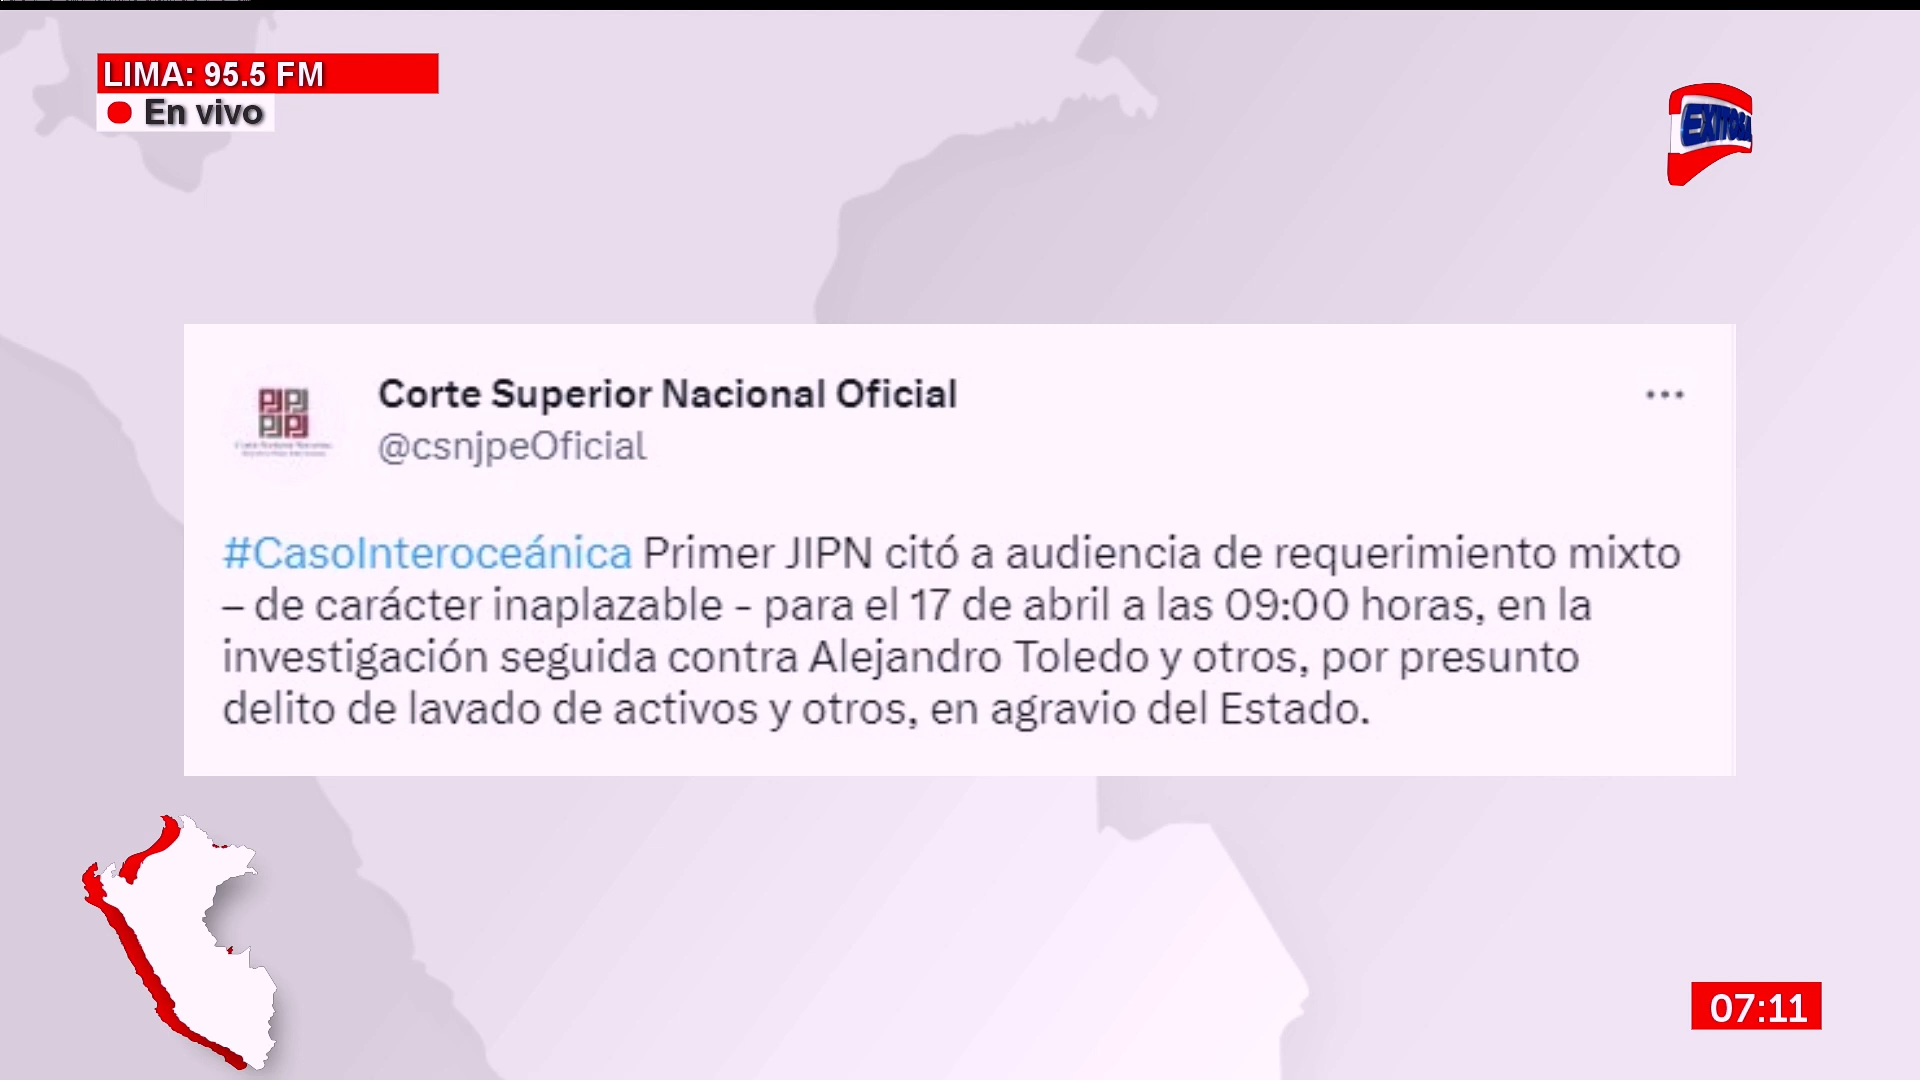 LIMA: 95.5 FM
En vivo
EXITOSA
Corte Superior Nacional Oficial
@csnjpeOficial
#CasoInteroceánica Primer JIPN citó a audiencia de requerimiento mixto
– de carácter inaplazable - para el 17 de abril a las 09:00 horas, en la
investigación seguida contra Alejandro Toledo y otros, por presunto
delito de lavado de activos y otros, en agravio del Estado.
07:11